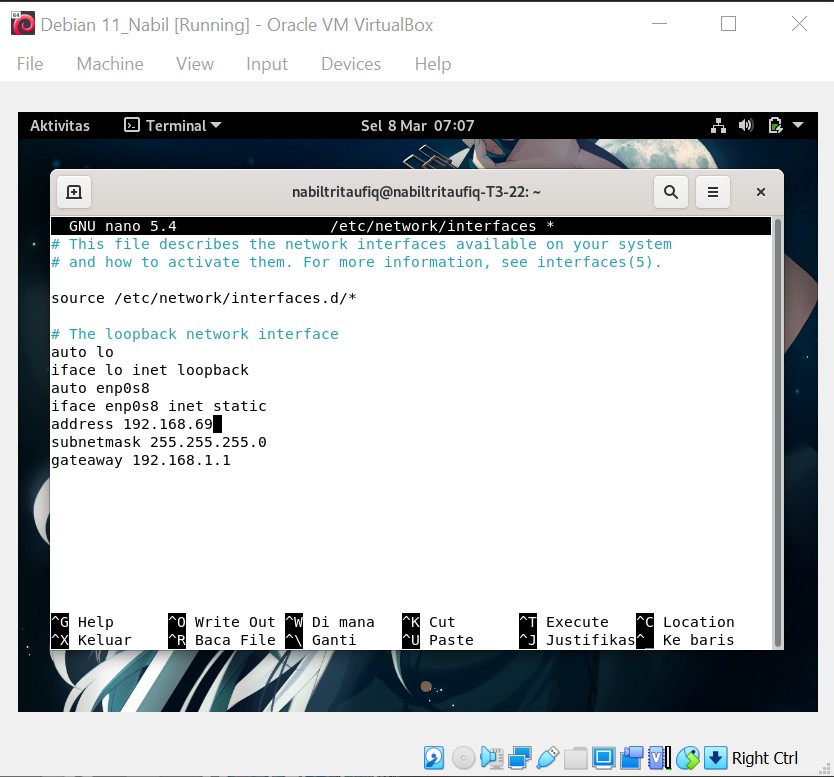 Debian 11_Nabil [Running] - Oracle VM VirtualBox
File Machine View Input Devices Help
Aktivitas Terminal Sel 8 Mar 07:07
nabiltritaufiq@nabiltritaufiq-T3-22: ~
GNU nano 5.4 /etc/network/interfaces *
# This file describes the network interfaces available on your system
# and how to activate them. For more information, see interfaces(5).
source /etc/network/interfaces.d/*
# The loopback network interface
auto lo
iface lo inet loopback
auto enp0s8
iface enp0s8 inet static
address 192.168.69
subnetmask 255.255.255.0
gateaway 192.168.1.1
^G Help ^O Write Out ^W Di mana ^K Cut ^T Execute ^C Location
^X Keluar ^R Baca File ^\ Ganti ^U Paste ^J Justifikas ^_ Ke baris
Right Ctrl